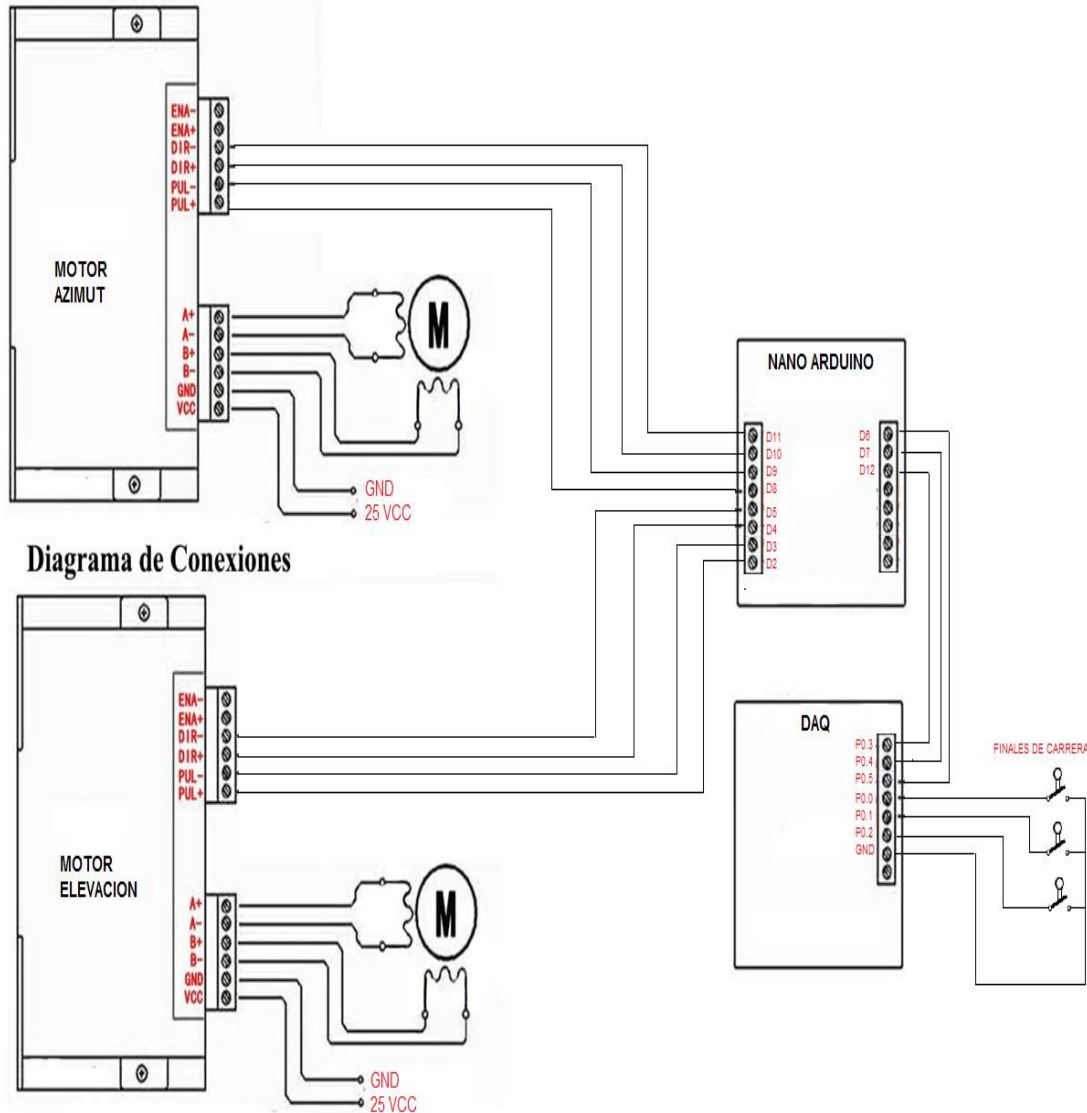 ENA-
ENA+
DIR-
DIR+
PUL-
PUL+
MOTOR
AZIMUT
A+
A-
B+
B-
GND
VCC
M
GND
25 VCC
Diagrama de Conexiones
ENA-
ENA+
DIR-
DIR+
PUL-
PUL+
MOTOR
ELEVACION
A+
A-
B+
B-
GND
VCC
M
GND
25 VCC
NANO ARDUINO
D11
D10
D9
D8
D5
D4
D3
D2
D6
D7
D12
DAQ
P0.3
P0.4
P0.5
P0.0
P0.1
P0.2
GND
FINALES DE CARRERA